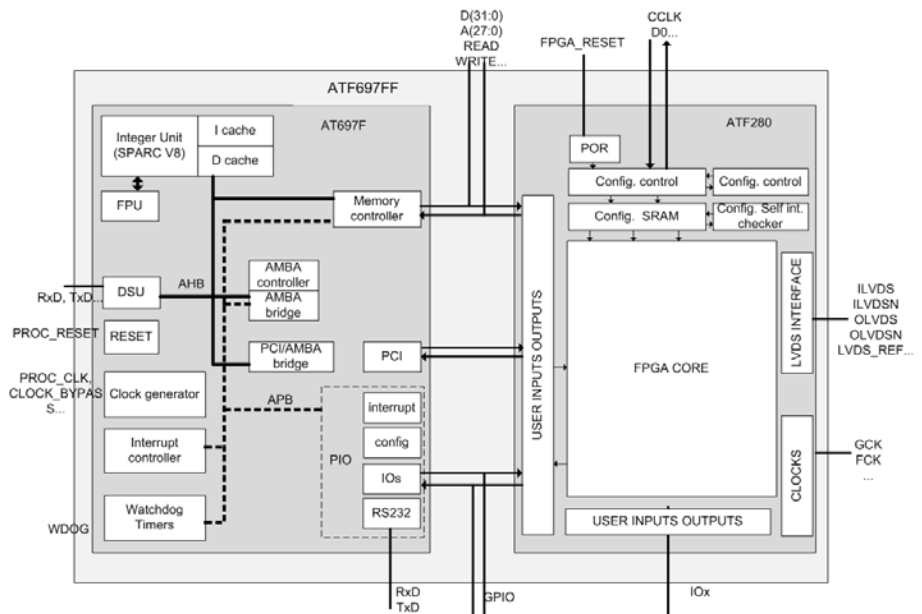 D(31:0)
A(27:0)
READ
WRITE...
FPGA_RESET
CCLK
D0...
ATF697FF
AT697F
ATF280
Integer Unit
(SPARC V8)
I cache
D cache
FPU
Memory
controller
POR
Config. control
Config. control
Config. SRAM
Config. Self int.
checker
RxD, TxD...
DSU
AHB
AMBA
controller
AMBA
bridge
PROC_RESET
RESET
PCI/AMBA
bridge
PCI
USER INPUTS OUTPUTS
FPGA CORE
LVDS INTERFACE
ILVDS
ILVDSN
OLVDS
OLVDSN
LVDS_REF...
PROC_CLK,
CLOCK_BYPAS
S...
Clock generator
APB
interrupt
config
PIO
IOs
RS232
Interrupt
controller
WDOG
Watchdog
Timers
CLOCKS
GCK
FCK
...
USER INPUTS OUTPUTS
RxD
TxD
GPIO
IOx